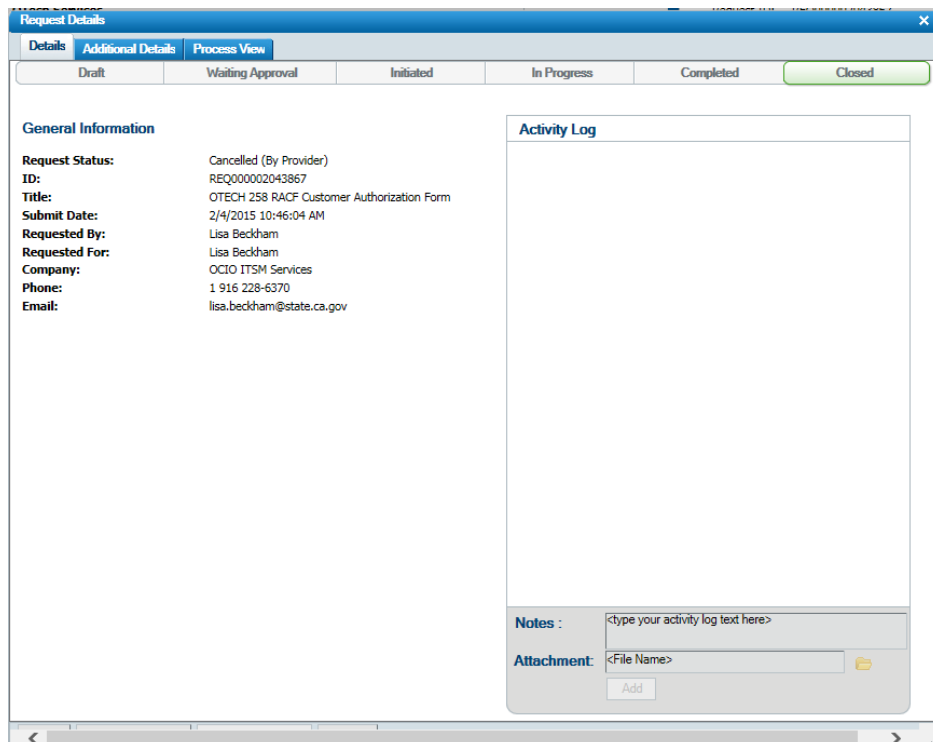 Request Details
Details Additional Details Process View
Draft Waiting Approval Initiated In Progress Completed Closed
General Information
Request Status: Cancelled (By Provider)
ID: REQ000002043867
Title: OTECH 258 RACF Customer Authorization Form
Submit Date: 2/4/2015 10:46:04 AM
Requested By: Lisa Beckham
Requested For: Lisa Beckham
Company: OCIO ITSM Services
Phone: 1 916 228-6370
Email: lisa.beckham@state.ca.gov
Activity Log
Notes : <type your activity log text here>
Attachment: <File Name>
Add